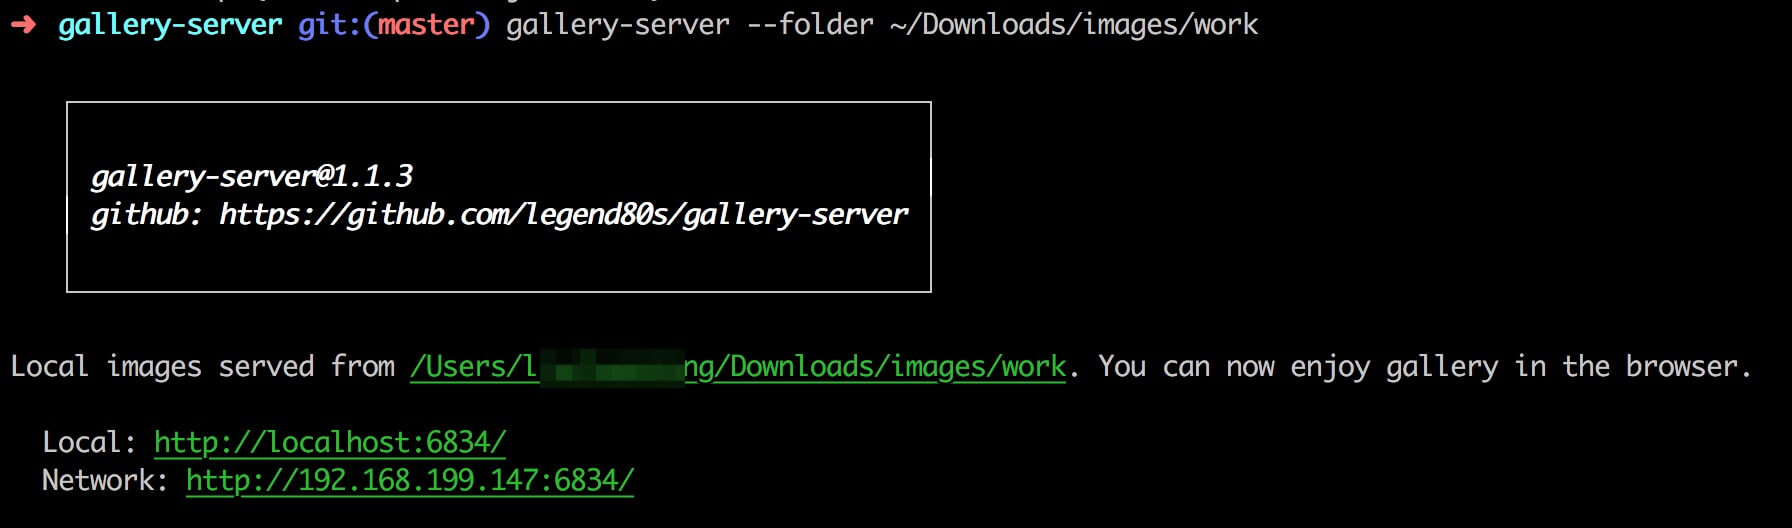 ➜ gallery-server git:(master) gallery-server --folder ~/Downloads/images/work
gallery-server@1.1.3
github: https://github.com/legend80s/gallery-server
Local images served from /Users/l ng/Downloads/images/work. You can now enjoy gallery in the browser.
Local: http://localhost:6834/
Network: http://192.168.199.147:6834/